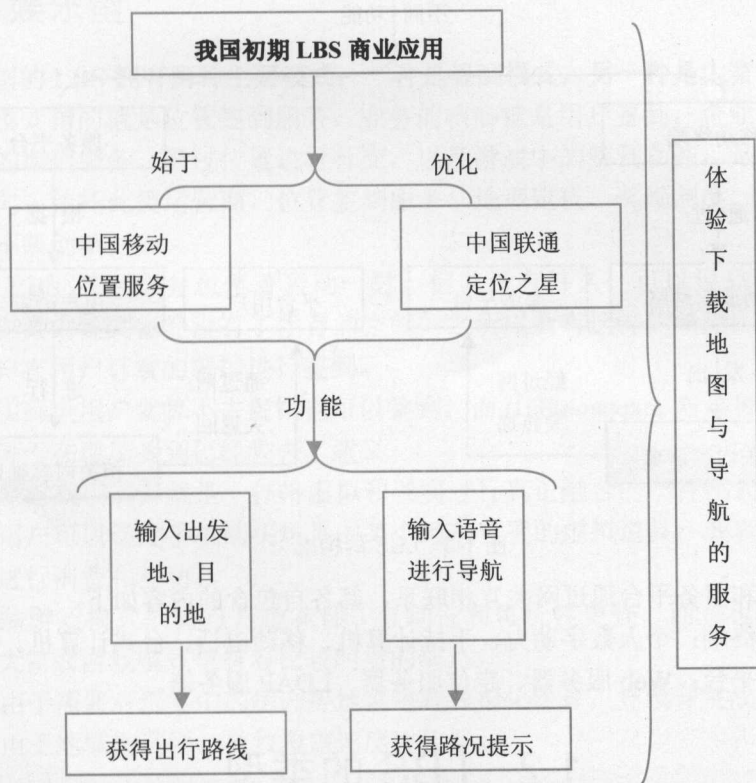 我国初期 LBS 商业应用
始于
优化
中国移动
位置服务
中国联通
定位之星
功 能
输入出发
地、目
的地
输入语音
进行导航
获得出行路线
获得路况提示
体
验
下
载
地
图
与
导
航
的
服
务